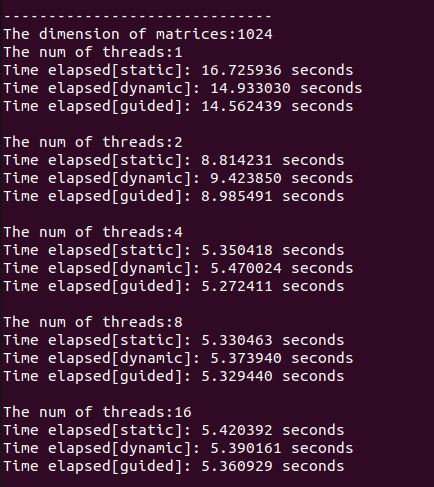 ------------------------------
The dimension of matrices:1024
The num of threads:1
Time elapsed[static]: 16.725936 seconds
Time elapsed[dynamic]: 14.933030 seconds
Time elapsed[guided]: 14.562439 seconds

The num of threads:2
Time elapsed[static]: 8.814231 seconds
Time elapsed[dynamic]: 9.423850 seconds
Time elapsed[guided]: 8.985491 seconds

The num of threads:4
Time elapsed[static]: 5.350418 seconds
Time elapsed[dynamic]: 5.470024 seconds
Time elapsed[guided]: 5.272411 seconds

The num of threads:8
Time elapsed[static]: 5.330463 seconds
Time elapsed[dynamic]: 5.373940 seconds
Time elapsed[guided]: 5.329440 seconds

The num of threads:16
Time elapsed[static]: 5.420392 seconds
Time elapsed[dynamic]: 5.390161 seconds
Time elapsed[guided]: 5.360929 seconds